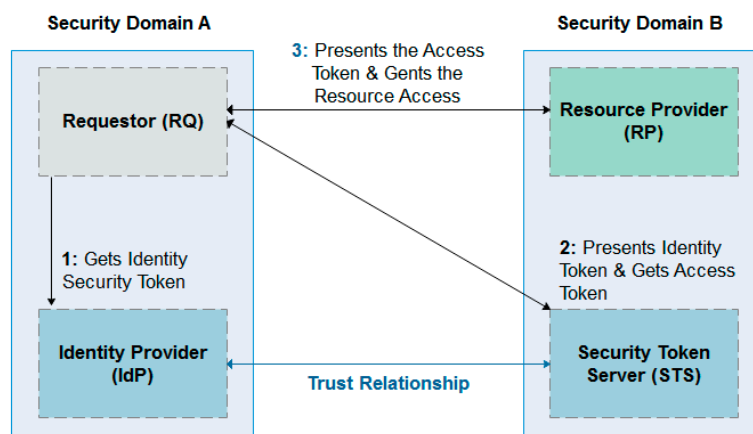 Security Domain A
Security Domain B
3: Presents the Access
Token & Gents the
Resource Access
Requestor (RQ)
Resource Provider
(RP)
1: Gets Identity
Security Token
2: Presents Identity
Token & Gets Access
Token
Identity Provider
(IdP)
Trust Relationship
Security Token
Server (STS)